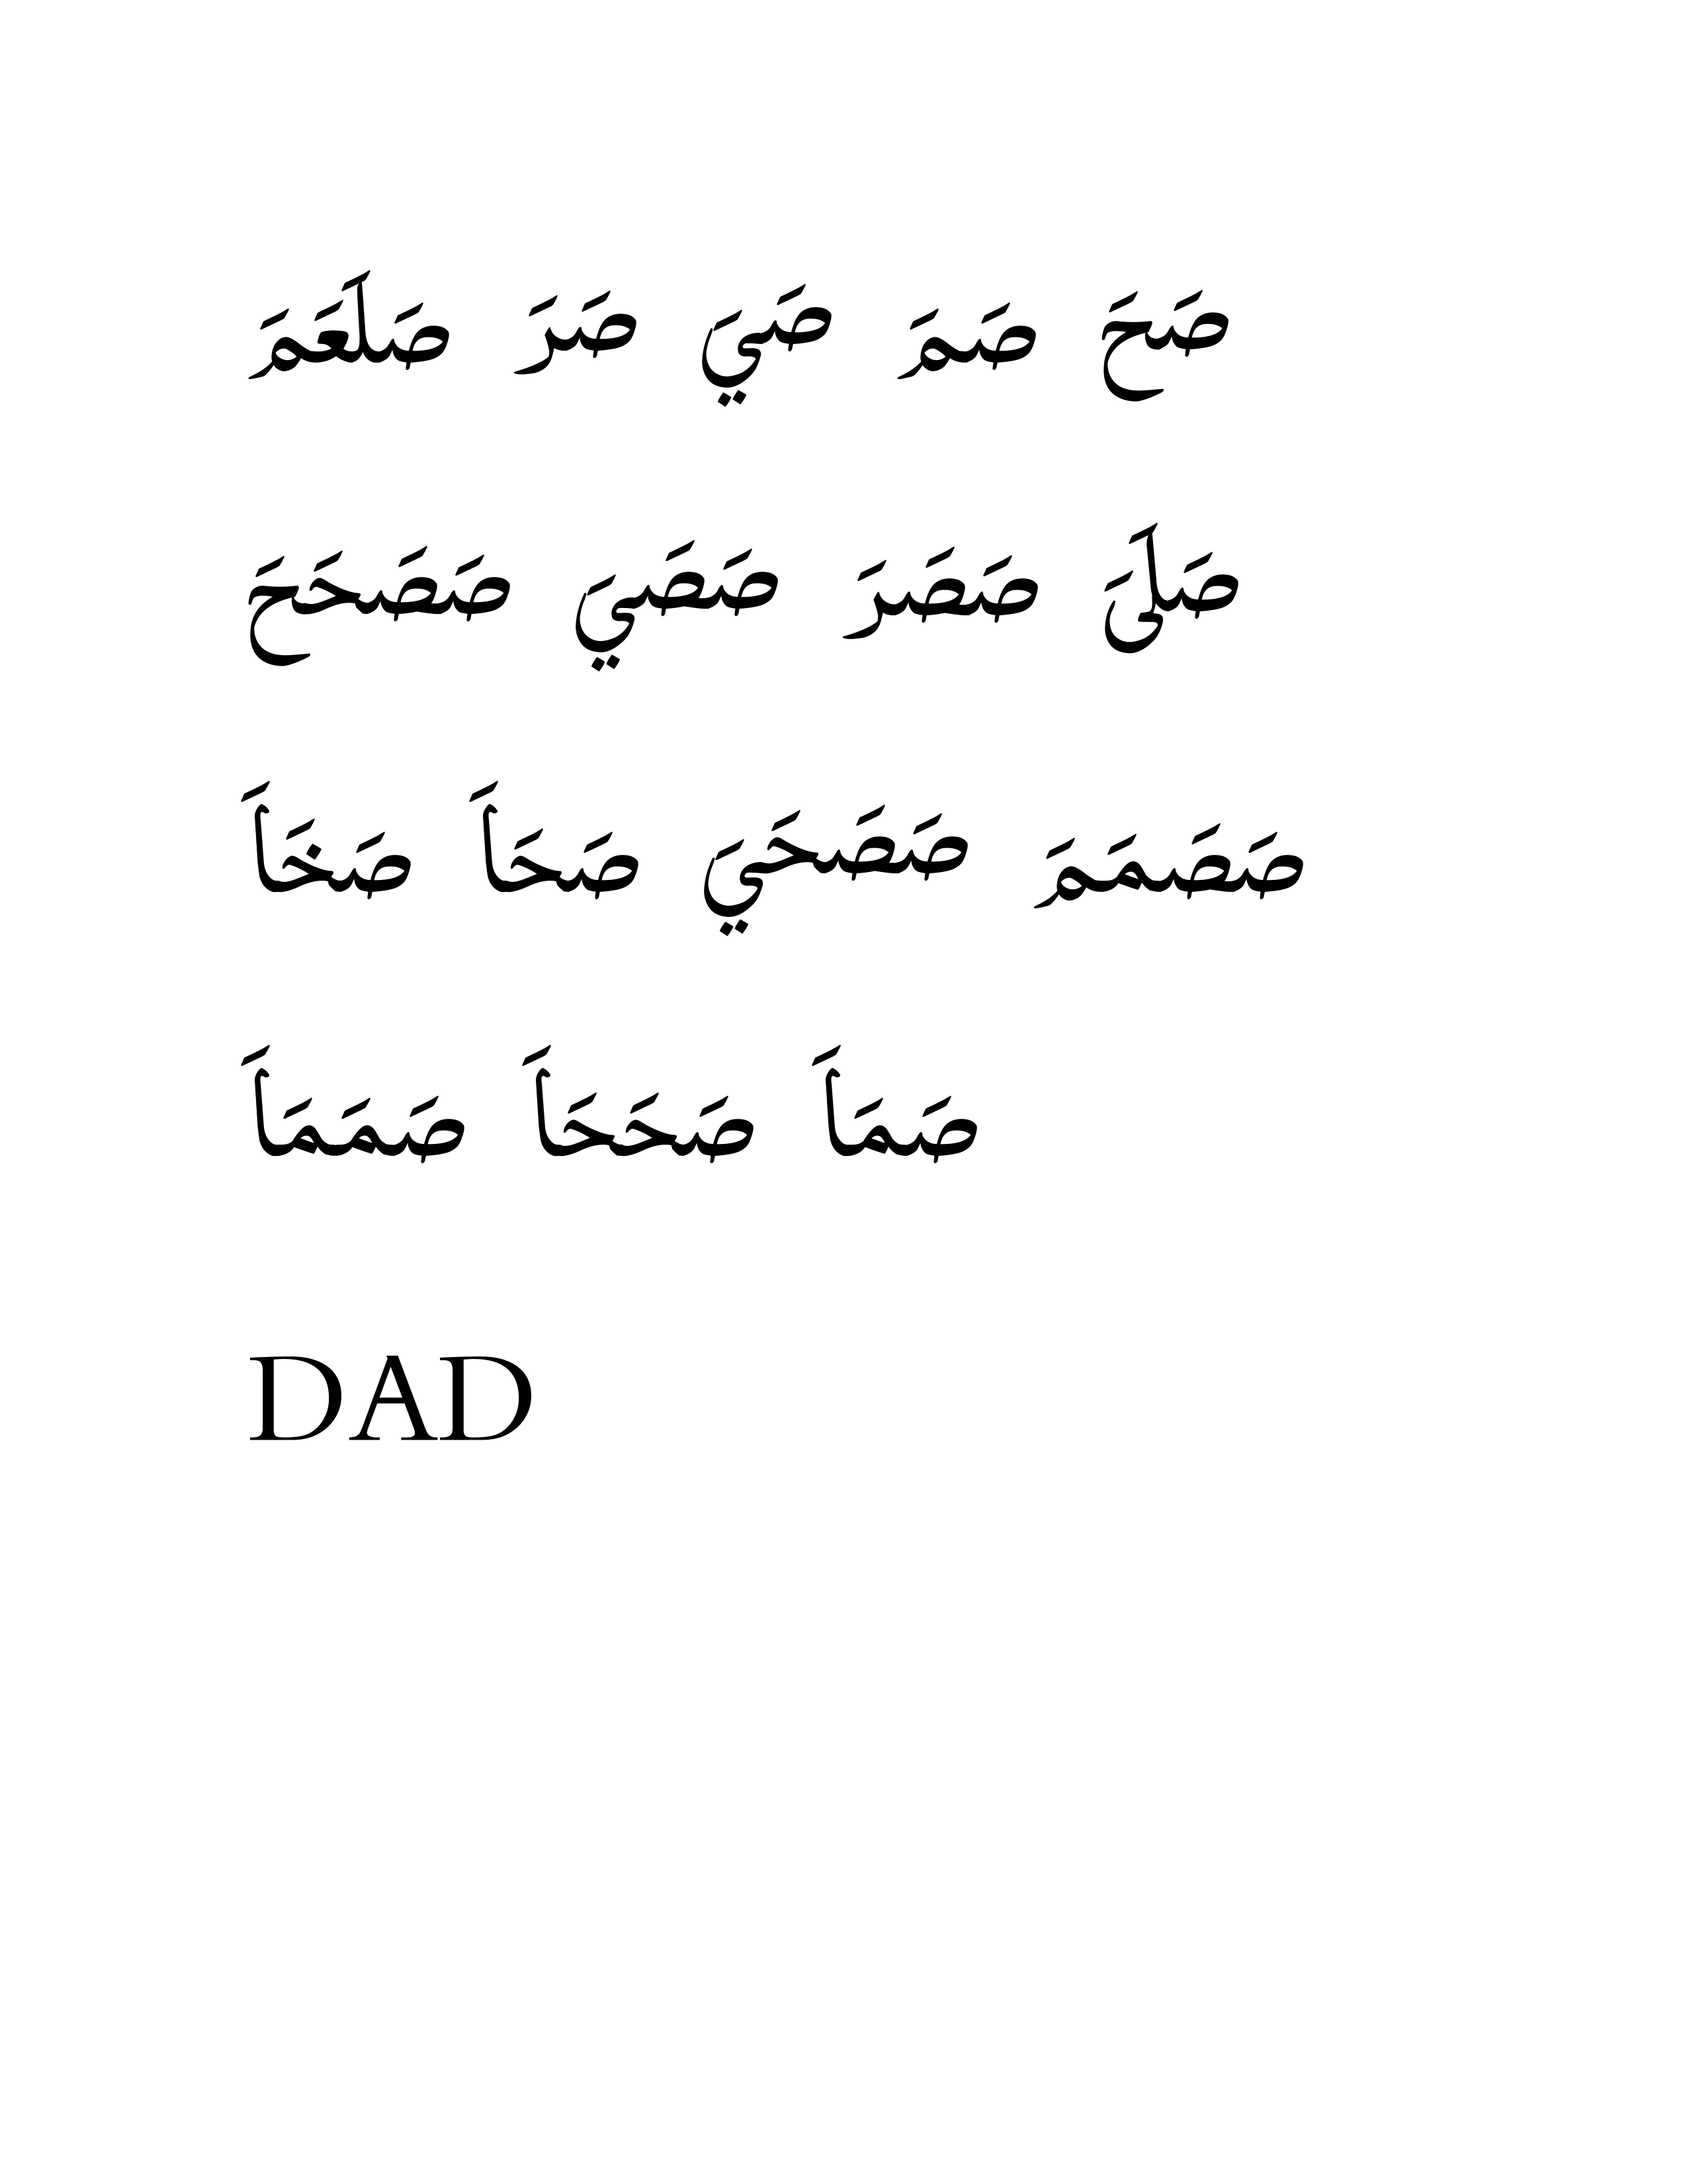 صَحَ صَمَ صَيَ صَرَ صَلَعَمَ
صَلَىَ صَصَرَ صَصَيَ صَصَحَحَ
صَصَمَمَ صَصَحَيَ صَحَاَ صَخَاَ
صَمَاَ صَحَحَاَ صَمَمَاَ
DAD